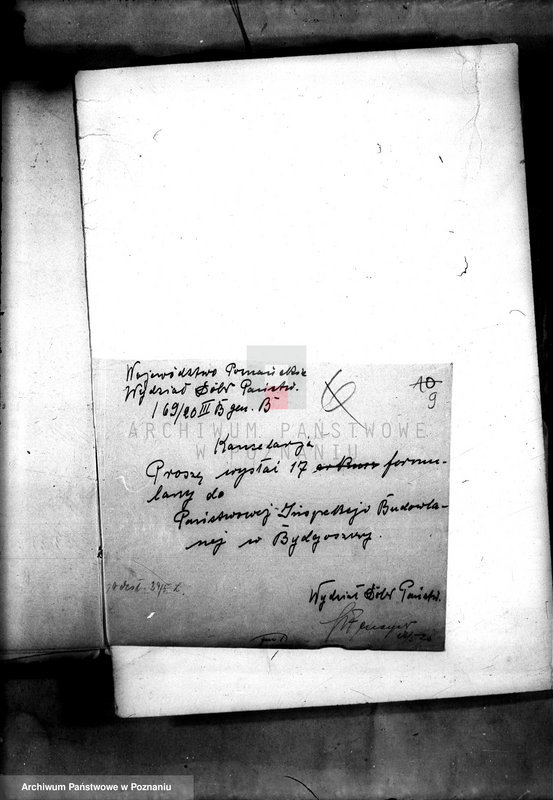 Województwo Poznańskie
Wydział Dóbr Państw.
169/20 III B gen. B
10
9
ARCHIWUM PAŃSTWOWE
W POZNANIU
Kancelarja
Proszę wysłać 17 formu-
larzy do
Państwowej Inspekcji Budowla-
nej w Bydgoszczy.
Wydział Dóbr Państw.
Archiwum Państwowe w Poznaniu